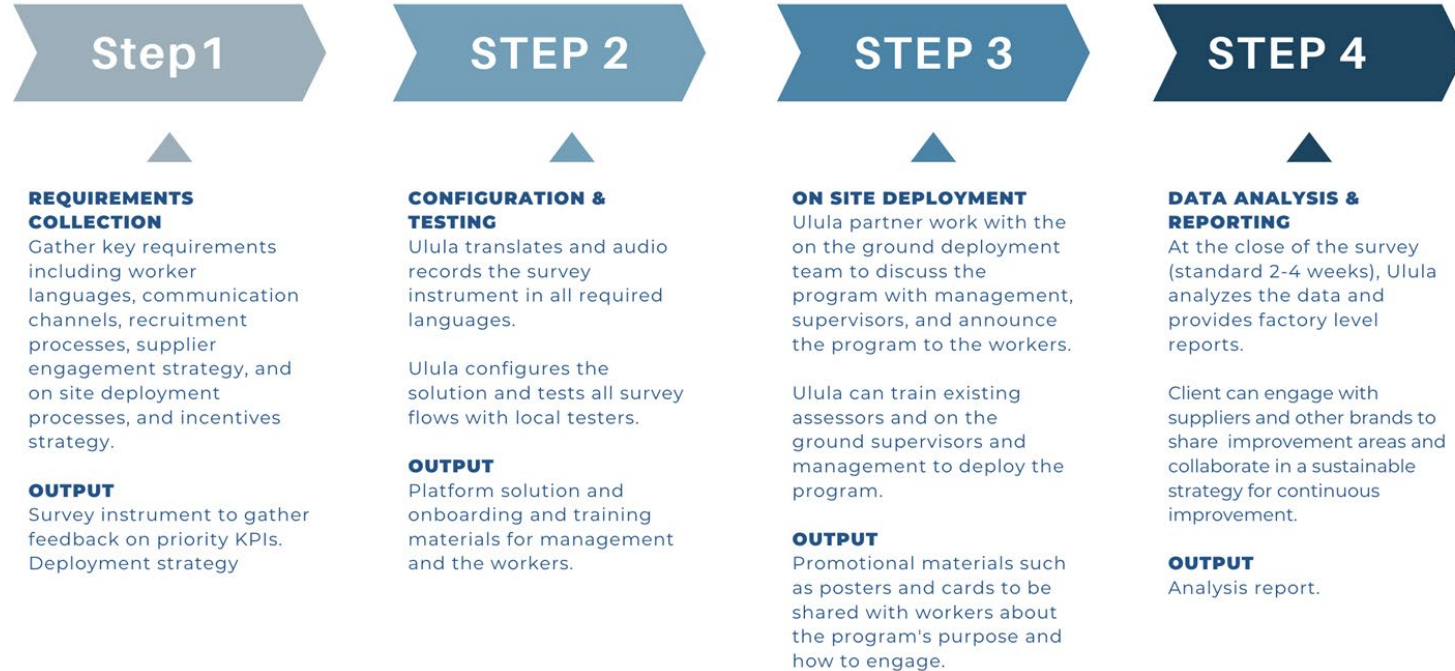 Step1
REQUIREMENTS
COLLECTION
Gather key requirements
including worker
languages, communication
channels, recruitment
processes, supplier
engagement strategy, and
on site deployment
processes, and incentives
strategy.
OUTPUT
Survey instrument to gather
feedback on priority KPIs.
Deployment strategy
STEP 2
CONFIGURATION &
TESTING
Ulula translates and audio
records the survey
instrument in all required
languages.
Ulula configures the
solution and tests all survey
flows with local testers.
OUTPUT
Platform solution and
onboarding and training
materials for management
and the workers.
STEP 3
ON SITE DEPLOYMENT
Ulula partner work with the
on the ground deployment
team to discuss the
program with management,
supervisors, and announce
the program to the workers.
Ulula can train existing
assessors and on the
ground supervisors and
management to deploy the
program.
OUTPUT
Promotional materials such
as posters and cards to be
shared with workers about
the program's purpose and
how to engage.
STEP 4
DATA ANALYSIS &
REPORTING
At the close of the survey
(standard 2-4 weeks), Ulula
analyzes the data and
provides factory level
reports.
Client can engage with
suppliers and other brands to
share improvement areas and
collaborate in a sustainable
strategy for continuous
improvement.
OUTPUT
Analysis report.